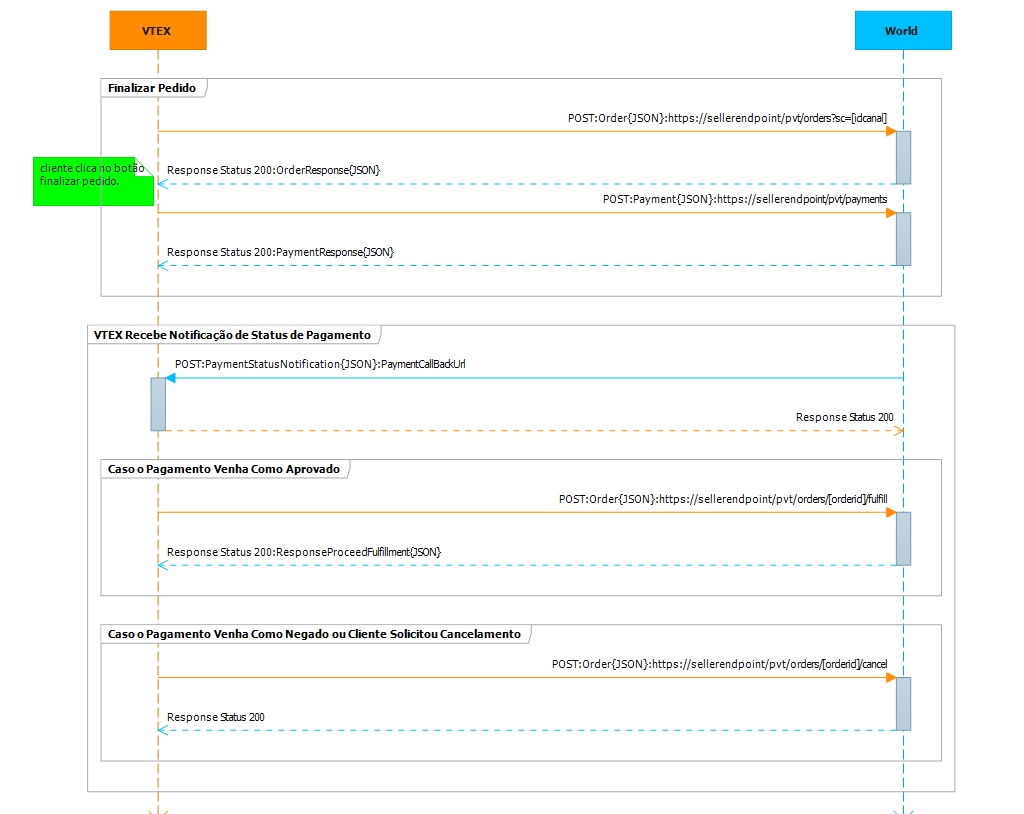 VTEX
World
Finalizar Pedido
POST:Order{JSON}:https://sellerendpoint/pvt/orders?sc=[idcanal]
cliente clica no botão
finalizar pedido.
Response Status 200:OrderResponse{JSON}
POST:Payment{JSON}:https://sellerendpoint/pvt/payments
Response Status 200:PaymentResponse{JSON}
VTEX Recebe Notificação de Status de Pagamento
POST:PaymentStatusNotification{JSON}:PaymentCallBackUrl
Response Status 200
Caso o Pagamento Venha Como Aprovado
POST:Order{JSON}:https://sellerendpoint/pvt/orders/[orderid]/fulfill
Response Status 200:ResponseProceedFulfillment{JSON}
Caso o Pagamento Venha Como Negado ou Cliente Solicitou Cancelamento
POST:Order{JSON}:https://sellerendpoint/pvt/orders/[orderid]/cancel
Response Status 200